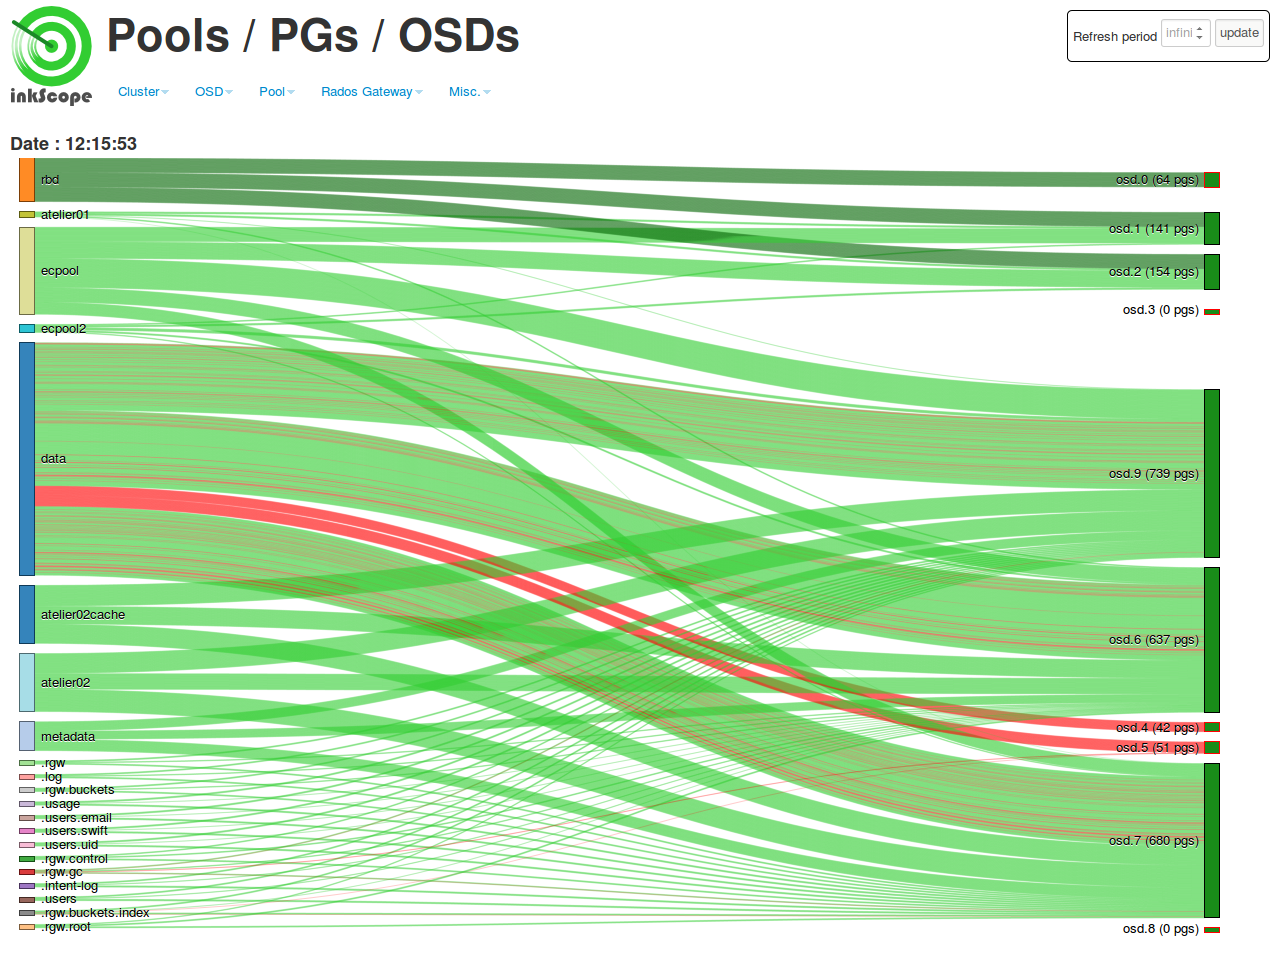 Pools / PGs / OSDs
Refresh period infini update
inkScope
Cluster OSD Pool Rados Gateway Misc.
Date : 12:15:53
rbd
atelier01
ecpool
ecpool2
data
atelier02cache
atelier02
metadata
.rgw
.log
.rgw.buckets
.usage
.users.email
.users.swift
.users.uid
.rgw.control
.rgw.gc
.intent-log
.users
.rgw.buckets.index
.rgw.root
osd.0 (64 pgs)
osd.1 (141 pgs)
osd.2 (154 pgs)
osd.3 (0 pgs)
osd.9 (739 pgs)
osd.6 (637 pgs)
osd.4 (42 pgs)
osd.5 (51 pgs)
osd.7 (680 pgs)
osd.8 (0 pgs)